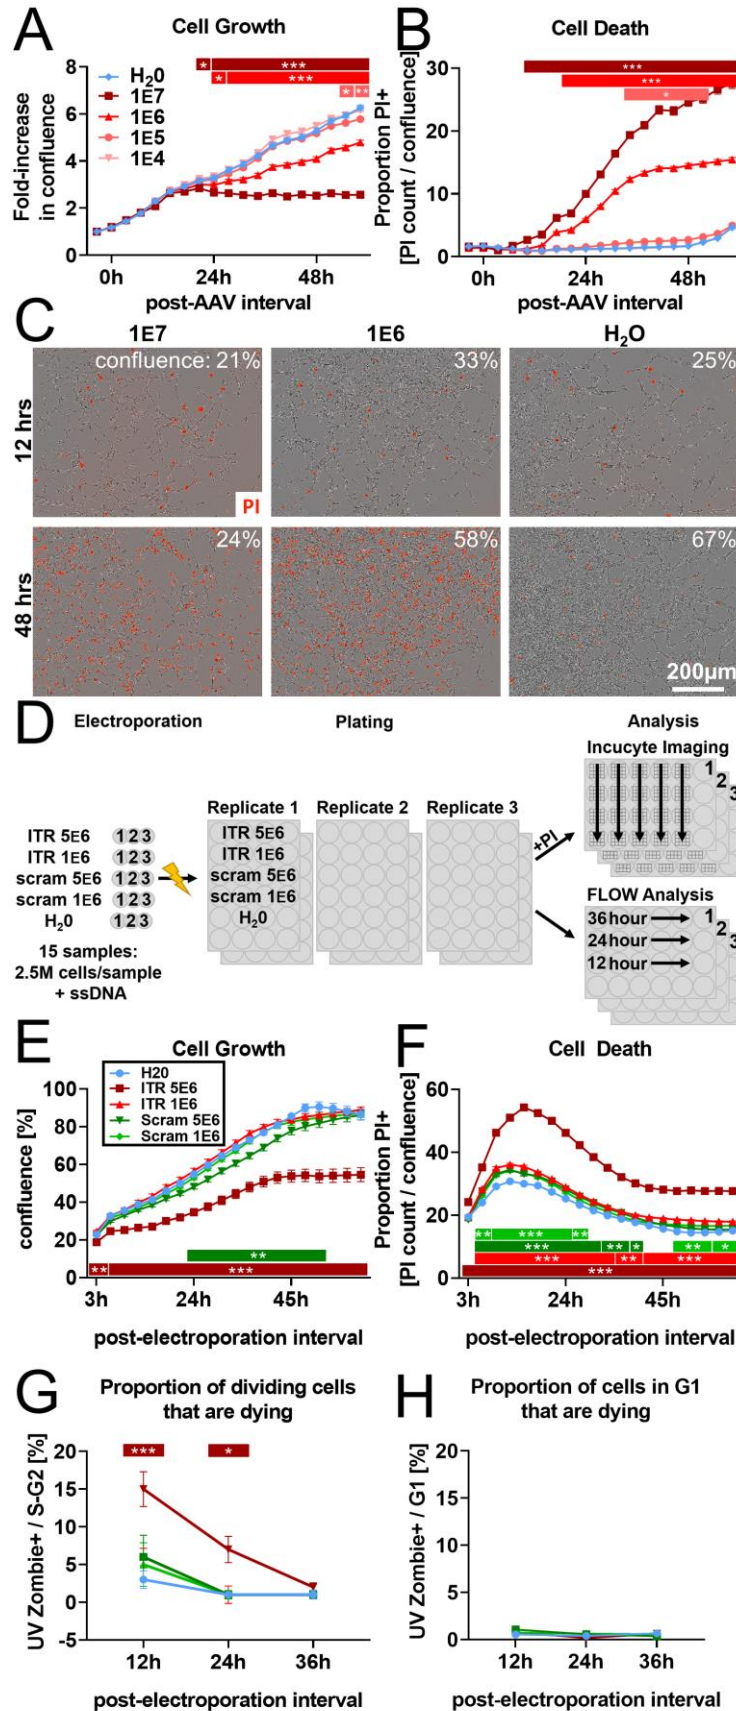 A
Cell Growth
Fold-increase
in confluence
8
6
4
2
0
* ***
* ***
* **
H₂0
1E7
1E6
1E5
1E4
0h 24h 48h
post-AAV interval
B
Cell Death
Proportion PI+
[PI count / confluence]
30
20
10
0
***
***
*
0h 24h 48h
post-AAV interval
C
1E7 1E6 H₂O
12 hrs
confluence: 21% 33% 25%
PI
48 hrs
24% 58% 67%
200µm
D
Electroporation Plating Analysis
Incucyte Imaging
1
2
3
ITR 5E6 1 2 3
ITR 1E6 1 2 3
scram 5E6 1 2 3
scram 1E6 1 2 3
H₂0 1 2 3
15 samples:
2.5M cells/sample
+ ssDNA
Replicate 1 Replicate 2 Replicate 3
ITR 5E6
ITR 1E6
scram 5E6
scram 1E6
H₂0
+PI
FLOW Analysis
36 hour 1
24 hour 2
12 hour 3
E
Cell Growth
confluence [%]
100
80
60
40
20
0
H20
ITR 5E6
ITR 1E6
Scram 5E6
Scram 1E6
**
** ***
3h 24h 45h
post-electroporation interval
F
Cell Death
Proportion PI+
[PI count / confluence]
60
40
20
0
** *** ** ** *
*** ** *
*** ** ***
***
3h 24h 45h
post-electroporation interval
G
Proportion of dividing cells
that are dying
UV Zombie+ / S-G2 [%]
20
15
10
5
0
-5
*** *
12h 24h 36h
post-electroporation interval
H
Proportion of cells in G1
that are dying
UV Zombie+ / G1 [%]
20
15
10
5
0
12h 24h 36h
post-electroporation interval